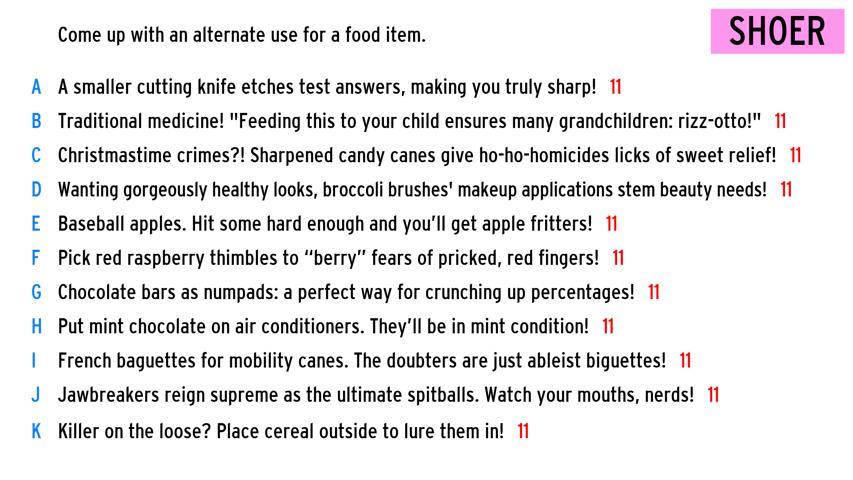 Come up with an alternate use for a food item.
SHOER
A A smaller cutting knife etches test answers, making you truly sharp! 11
B Traditional medicine! "Feeding this to your child ensures many grandchildren: rizz-otto!" 11
C Christmastime crimes?! Sharpened candy canes give ho-ho-homicides licks of sweet relief! 11
D Wanting gorgeously healthy looks, broccoli brushes' makeup applications stem beauty needs! 11
E Baseball apples. Hit some hard enough and you’ll get apple fritters! 11
F Pick red raspberry thimbles to “berry” fears of pricked, red fingers! 11
G Chocolate bars as numpads: a perfect way for crunching up percentages! 11
H Put mint chocolate on air conditioners. They’ll be in mint condition! 11
I French baguettes for mobility canes. The doubters are just ableist biguettes! 11
J Jawbreakers reign supreme as the ultimate spitballs. Watch your mouths, nerds! 11
K Killer on the loose? Place cereal outside to lure them in! 11